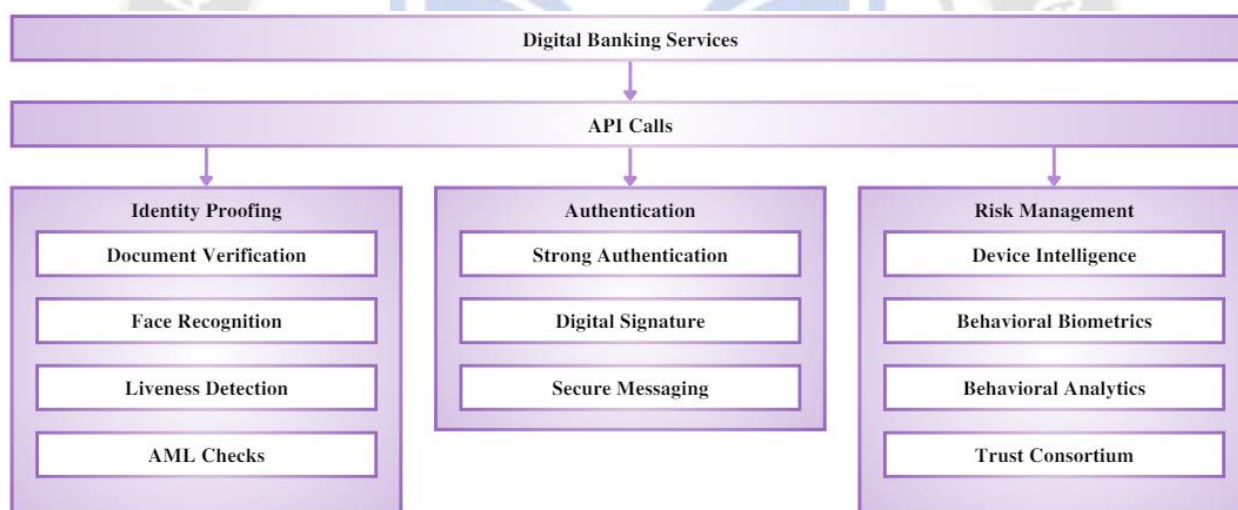 Digital Banking Services
API Calls
Identity Proofing
Document Verification
Face Recognition
Liveness Detection
AML Checks
Authentication
Strong Authentication
Digital Signature
Secure Messaging
Risk Management
Device Intelligence
Behavioral Biometrics
Behavioral Analytics
Trust Consortium